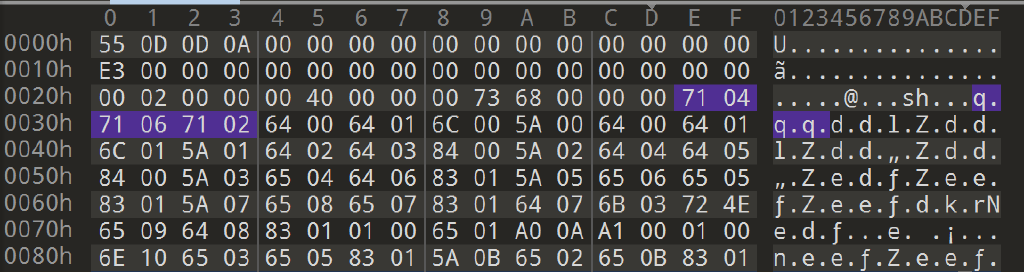 0 1 2 3 4 5 6 7 8 9 A B C D E F 0123456789ABCDEF
0000h 55 0D 0D 0A 00 00 00 00 00 00 00 00 00 00 00 00 U...............
0010h E3 00 00 00 00 00 00 00 00 00 00 00 00 00 00 00 ã...............
0020h 00 02 00 00 00 40 00 00 00 73 68 00 00 00 71 04 .....@...sh...q.
0030h 71 06 71 02 64 00 64 01 6C 00 5A 00 64 00 64 01 q.q.d.d.l.Z.d.d.
0040h 6C 01 5A 01 64 02 64 03 84 00 5A 02 64 04 64 05 l.Z.d.d.„.Z.d.d.
0050h 84 00 5A 03 65 04 64 06 83 01 5A 05 65 06 65 05 „.Z.e.d.ƒ.Z.e.e.
0060h 83 01 5A 07 65 08 65 07 83 01 64 07 6B 03 72 4E ƒ.Z.e.e.ƒ.d.k.rN
0070h 65 09 64 08 83 01 01 00 65 01 A0 0A A1 00 01 00 e.d.ƒ...e. .¡...
0080h 6E 10 65 03 65 05 83 01 5A 0B 65 02 65 0B 83 01 n.e.e.ƒ.Z.e.e.ƒ.